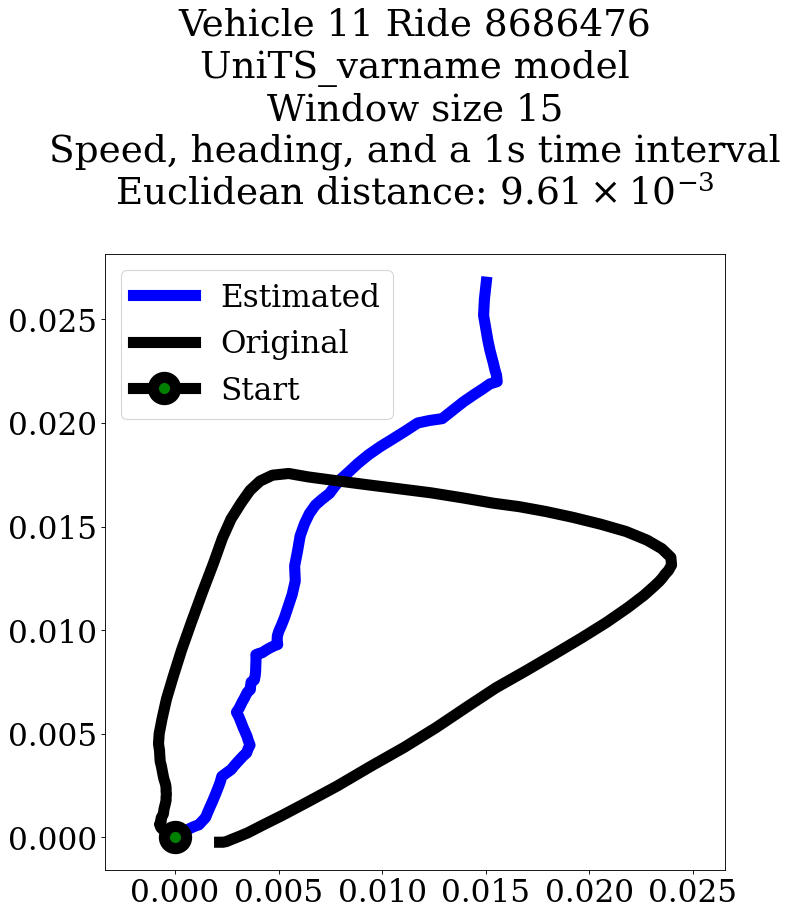 Vehicle 11 Ride 8686476
UniTS_varname model
Window size 15
Speed, heading, and a 1s time interval
Euclidean distance: 9.61 × 10⁻³
Estimated
Original
Start
0.025
0.020
0.015
0.010
0.005
0.000
0.000 0.005 0.010 0.015 0.020 0.025